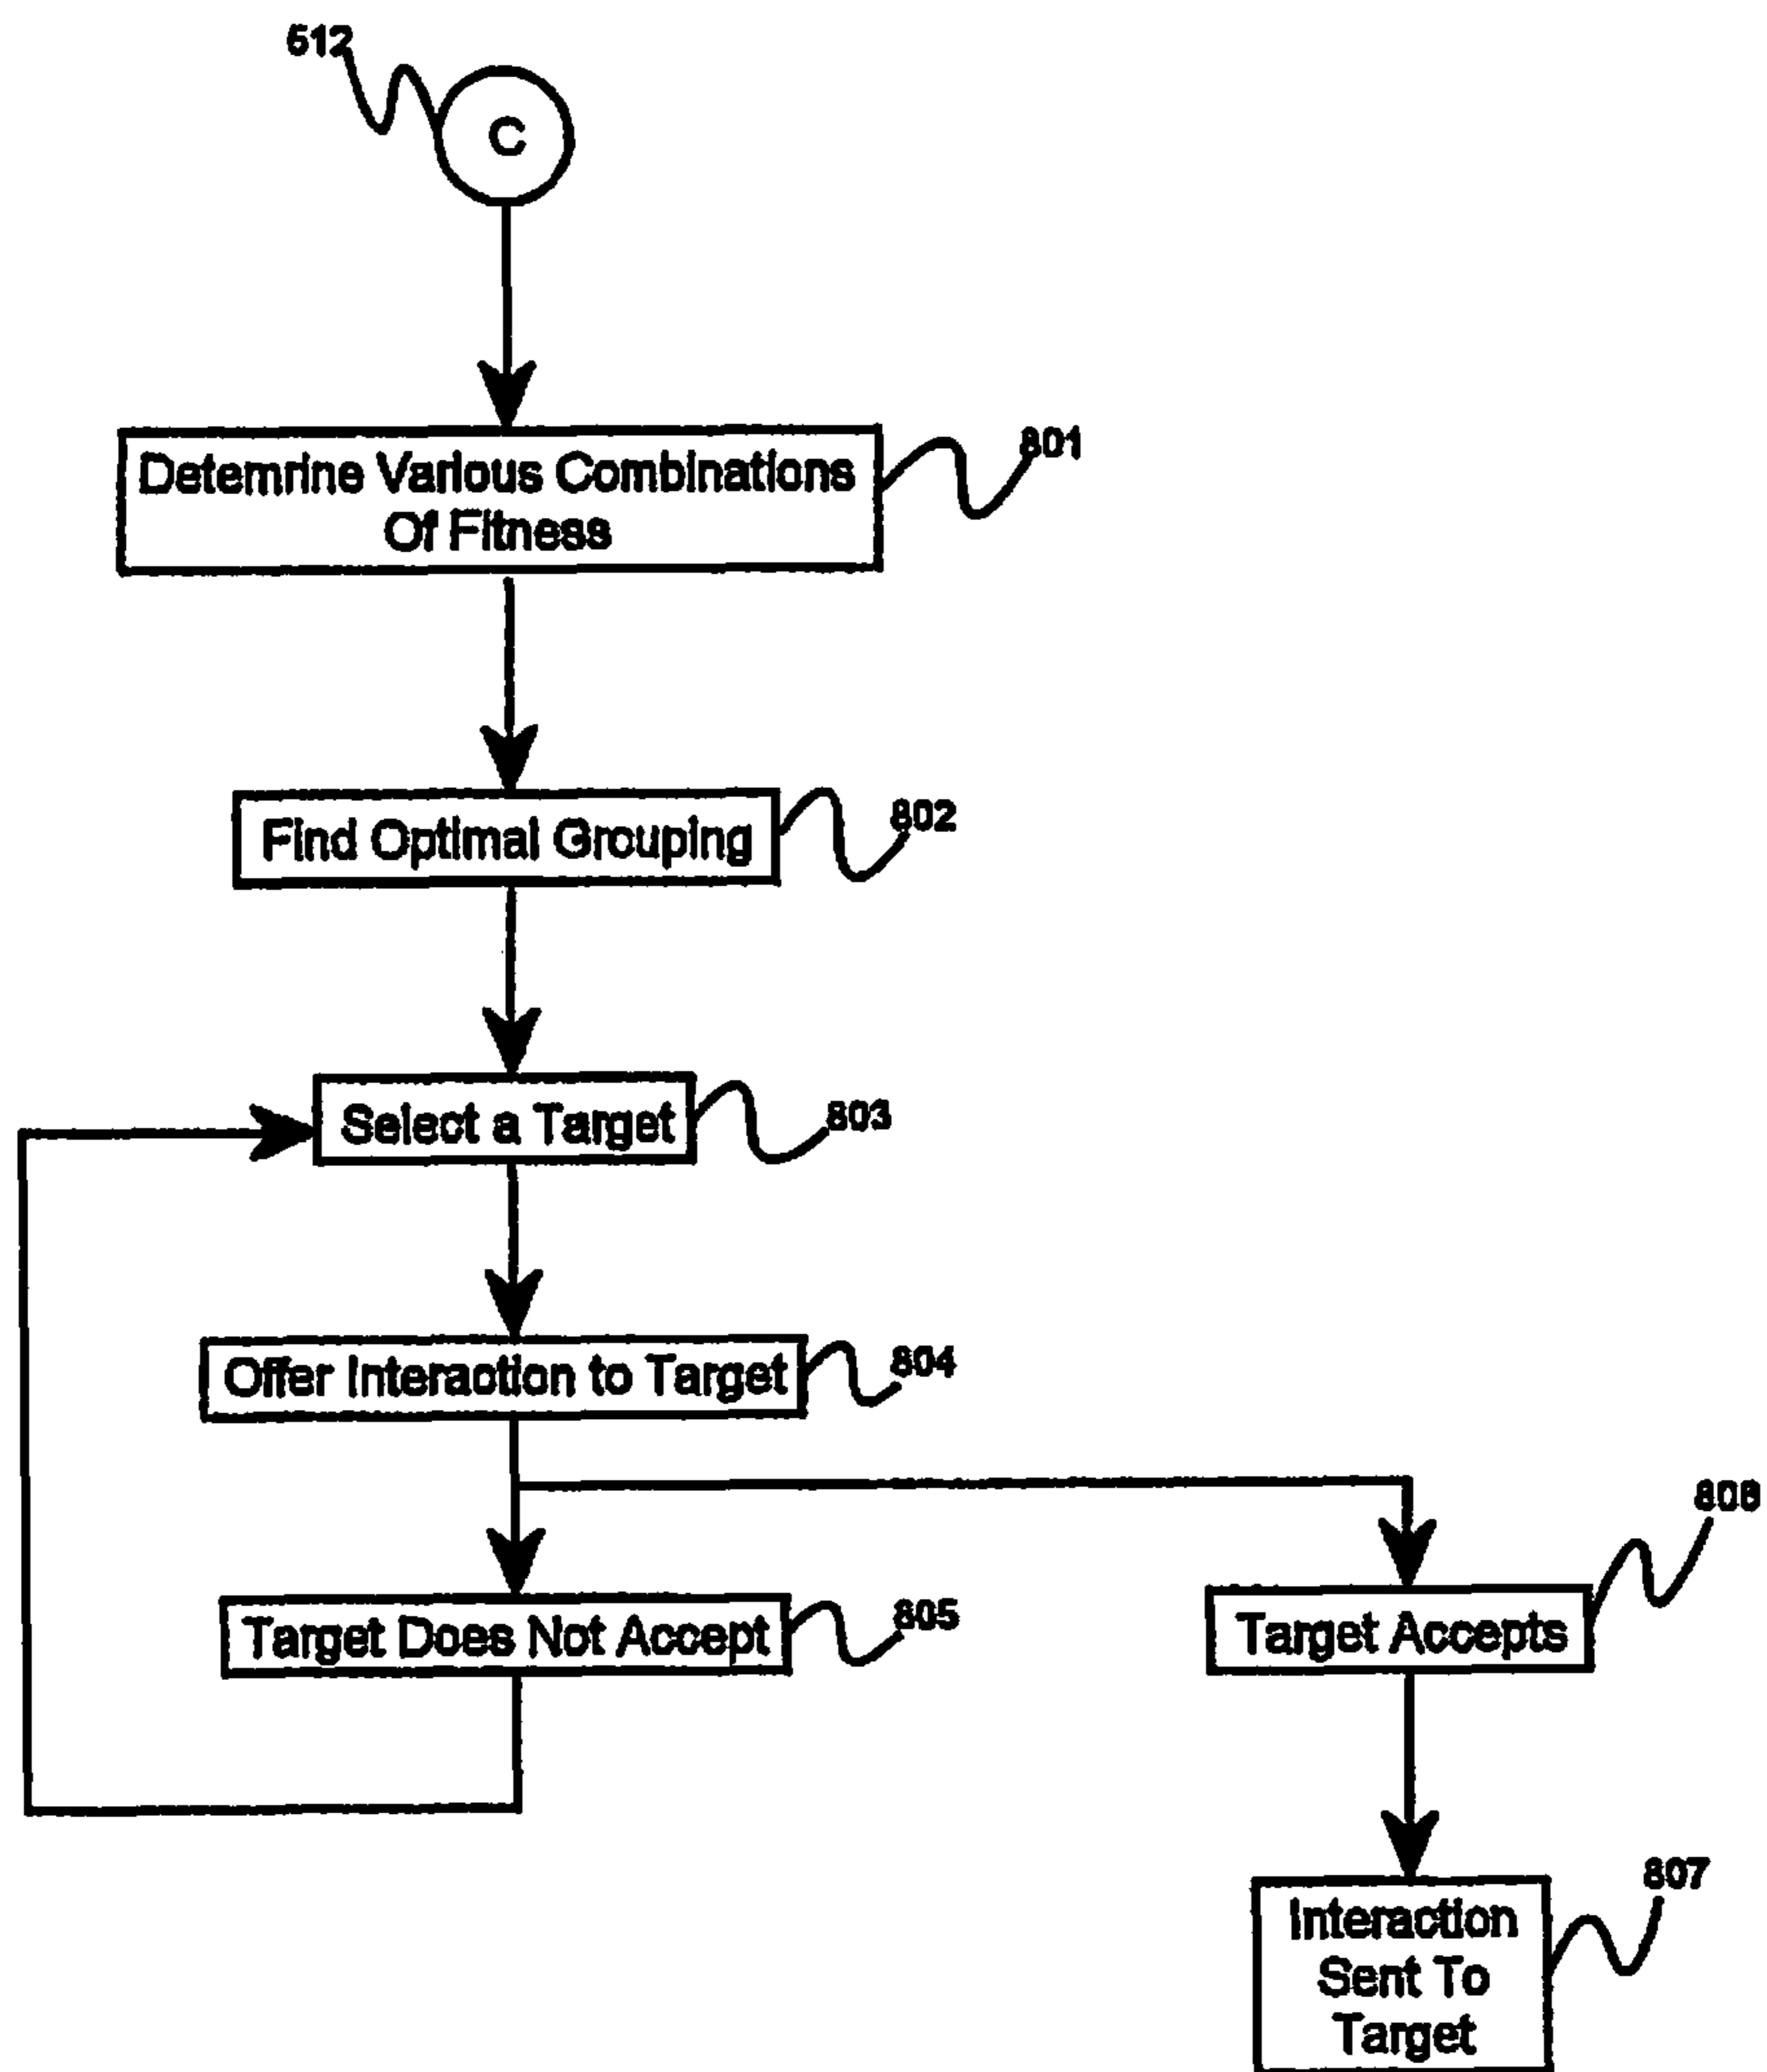 512
C
Detemrine Various Combinations
Of Fitness
801
Find Optimal Grouping
802
Select a Target
803
Offer Interaction to Target
804
Target Does Not Accept
805
Target Accepts
806
Interaction
Sent To
Target
807